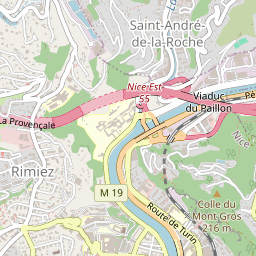 Saint-André-
de-la-Roche
Nice Est
55
Viaduc
du Paillon
Pé
La Provençale
Nice
Rimiez
M 19
Route de Turin
Colle du
Mont Gros
216 m